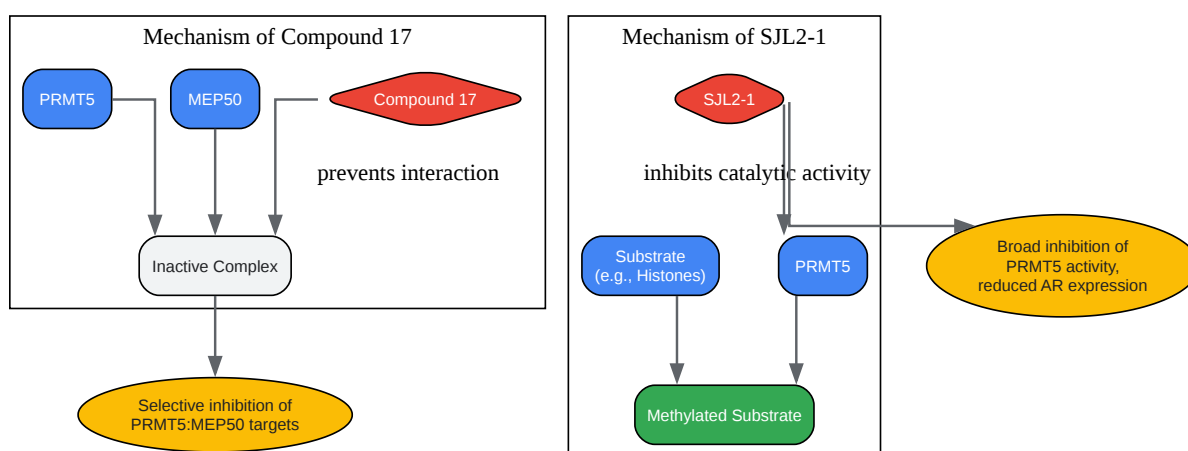 Mechanism of Compound 17
PRMT5
MEP50
Compound 17
prevents interaction
Inactive Complex
Selective inhibition of
PRMT5:MEP50 targets
Mechanism of SJL2-1
SJL2-1
inhibits catalytic activity
Substrate
(e.g., Histones)
PRMT5
Methylated Substrate
Broad inhibition of
PRMT5 activity,
reduced AR expression